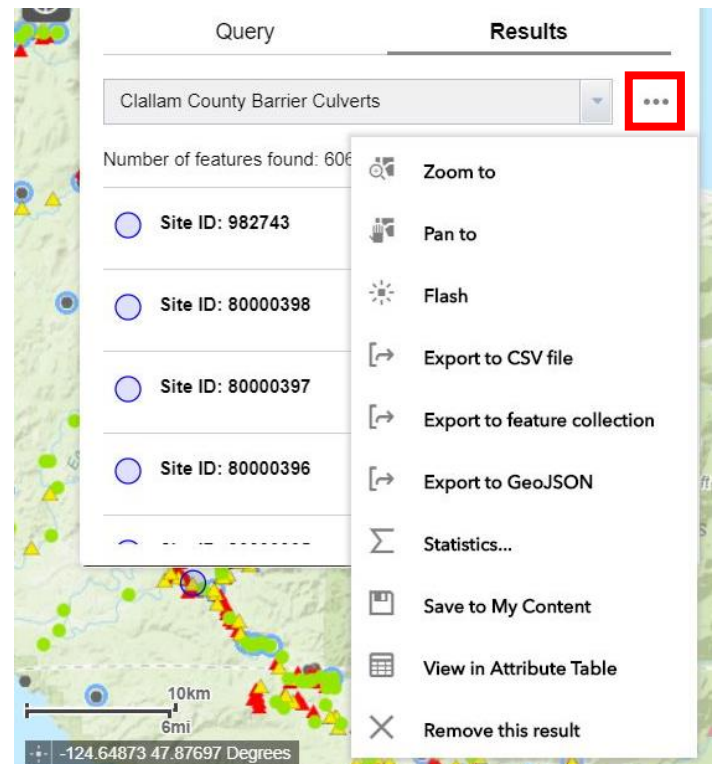 Query
Results
Clallam County Barrier Culverts
Number of features found: 606
Site ID: 982743
Site ID: 80000398
Site ID: 80000397
Site ID: 80000396
Zoom to
Pan to
Flash
Export to CSV file
Export to feature collection
Export to GeoJSON
Statistics...
Save to My Content
View in Attribute Table
Remove this result
10km
6mi
-124.64873 47.87697 Degrees